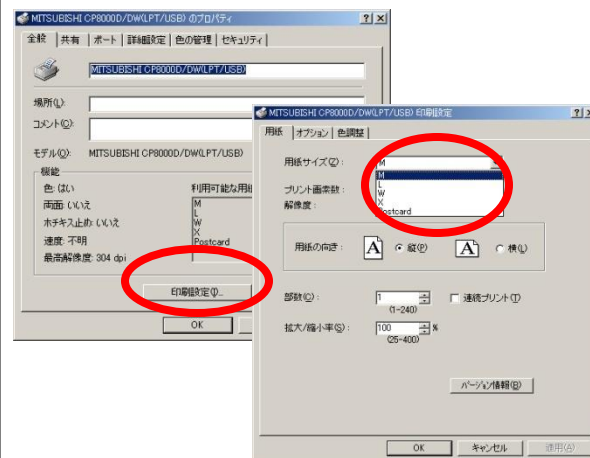 MITSUBISHI CP8000D/DW(LPT/USB) のプロパティ
全般 共有 ポート 詳細設定 色の管理 セキュリティ
MITSUBISHI CP8000D/DW(LPT/USB)
場所(L):
コメント(C):
モデル(O): MITSUBISHI CP8000D/DW(LPT/USB)
機能
色: はい
両面: いいえ
ホチキス止め: いいえ
速度: 不明
最高解像度: 304 dpi
利用可能な用紙
M
L
W
X
Postcard
印刷設定(I)...
OK
MITSUBISHI CP8000D/DW(LPT/USB) 印刷設定
用紙 オプション 色調整
用紙サイズ(Z): M
M
L
W
X
Postcard
プリント画素数:
解像度:
用紙の向き: A 縦(P) A 横(L)
部数(C): 1 連続プリント(T)
(1-240)
拡大/縮小率(S): 100 %
(25-400)
バージョン情報(B)
OK キャンセル 適用(A)